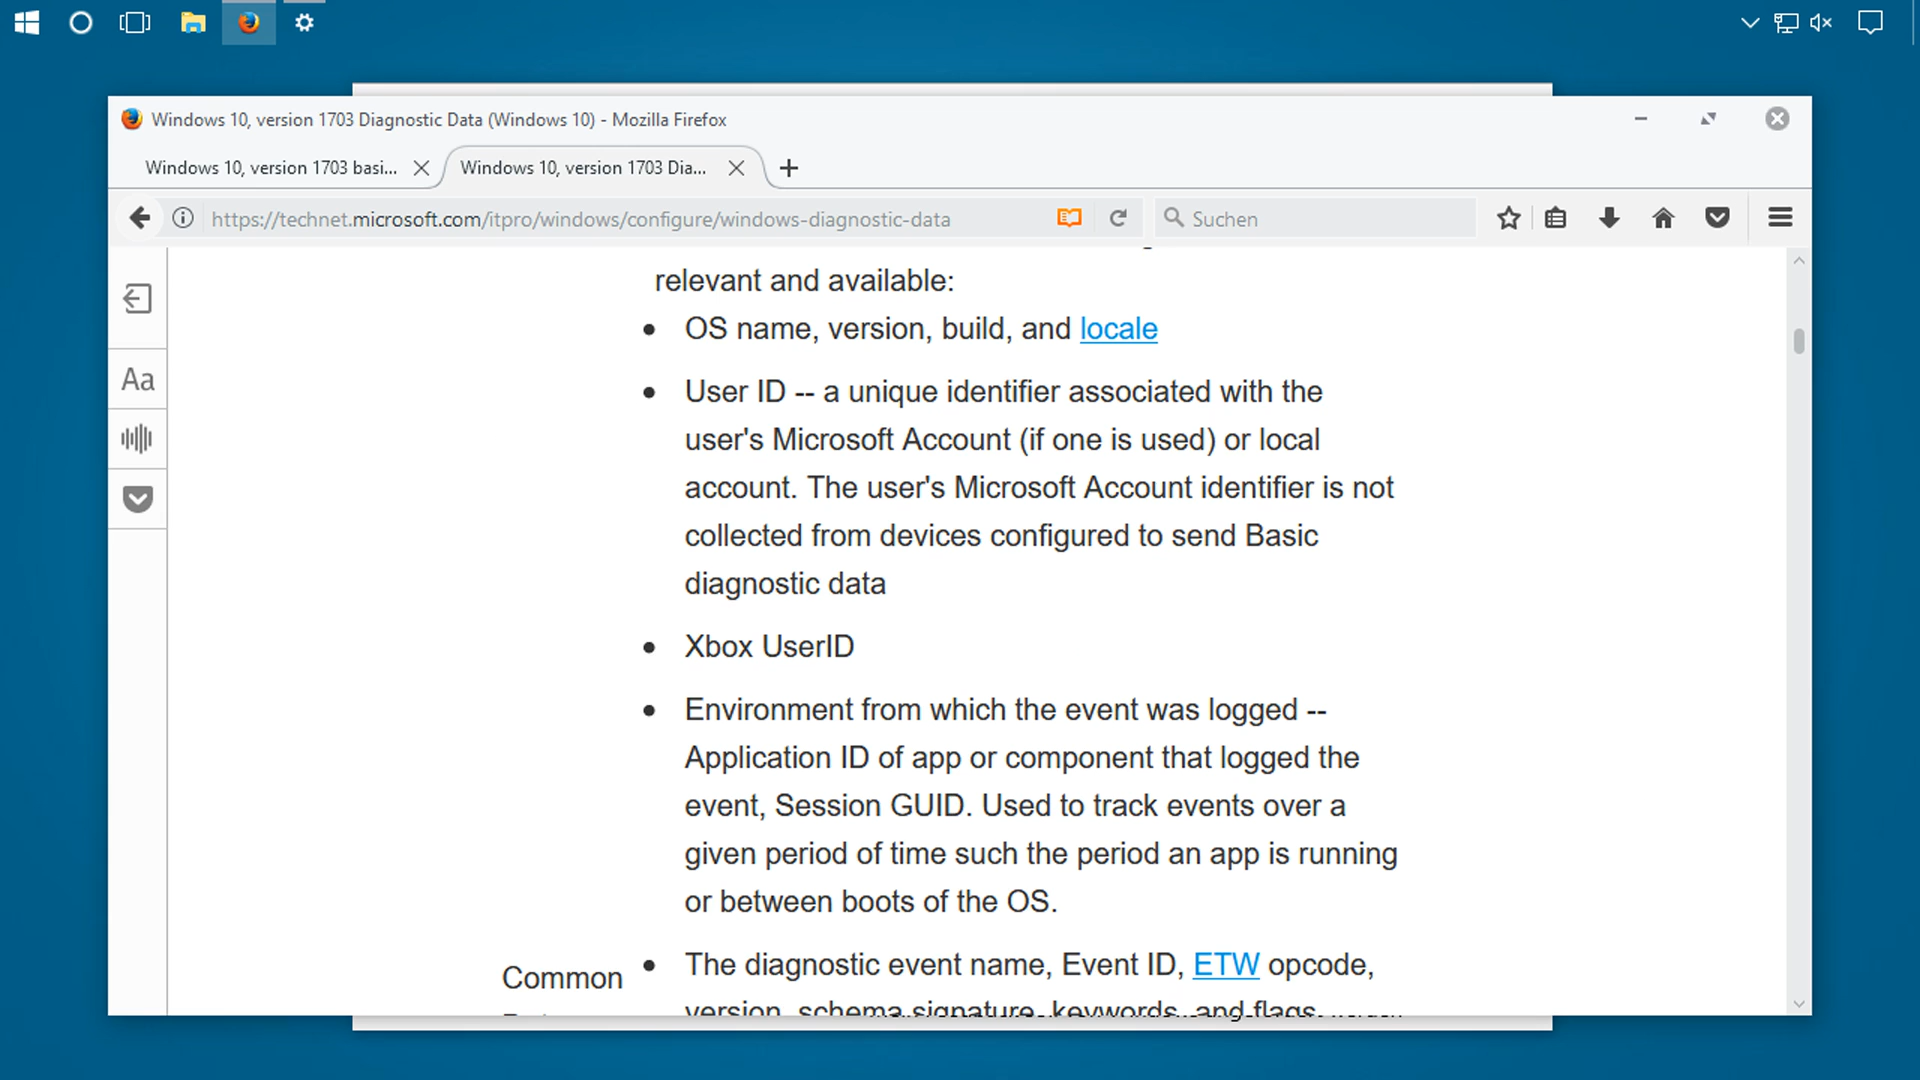 Windows 10, version 1703 Diagnostic Data (Windows 10) - Mozilla Firefox
Windows 10, version 1703 basi...
Windows 10, version 1703 Dia...
https://technet.microsoft.com/itpro/windows/configure/windows-diagnostic-data
Suchen
Aa
relevant and available:
• OS name, version, build, and locale
• User ID -- a unique identifier associated with the
user's Microsoft Account (if one is used) or local
account. The user's Microsoft Account identifier is not
collected from devices configured to send Basic
diagnostic data
• Xbox UserID
• Environment from which the event was logged --
Application ID of app or component that logged the
event, Session GUID. Used to track events over a
given period of time such the period an app is running
or between boots of the OS.
Common
• The diagnostic event name, Event ID, ETW opcode,
version, schema signature, keywords, and flags